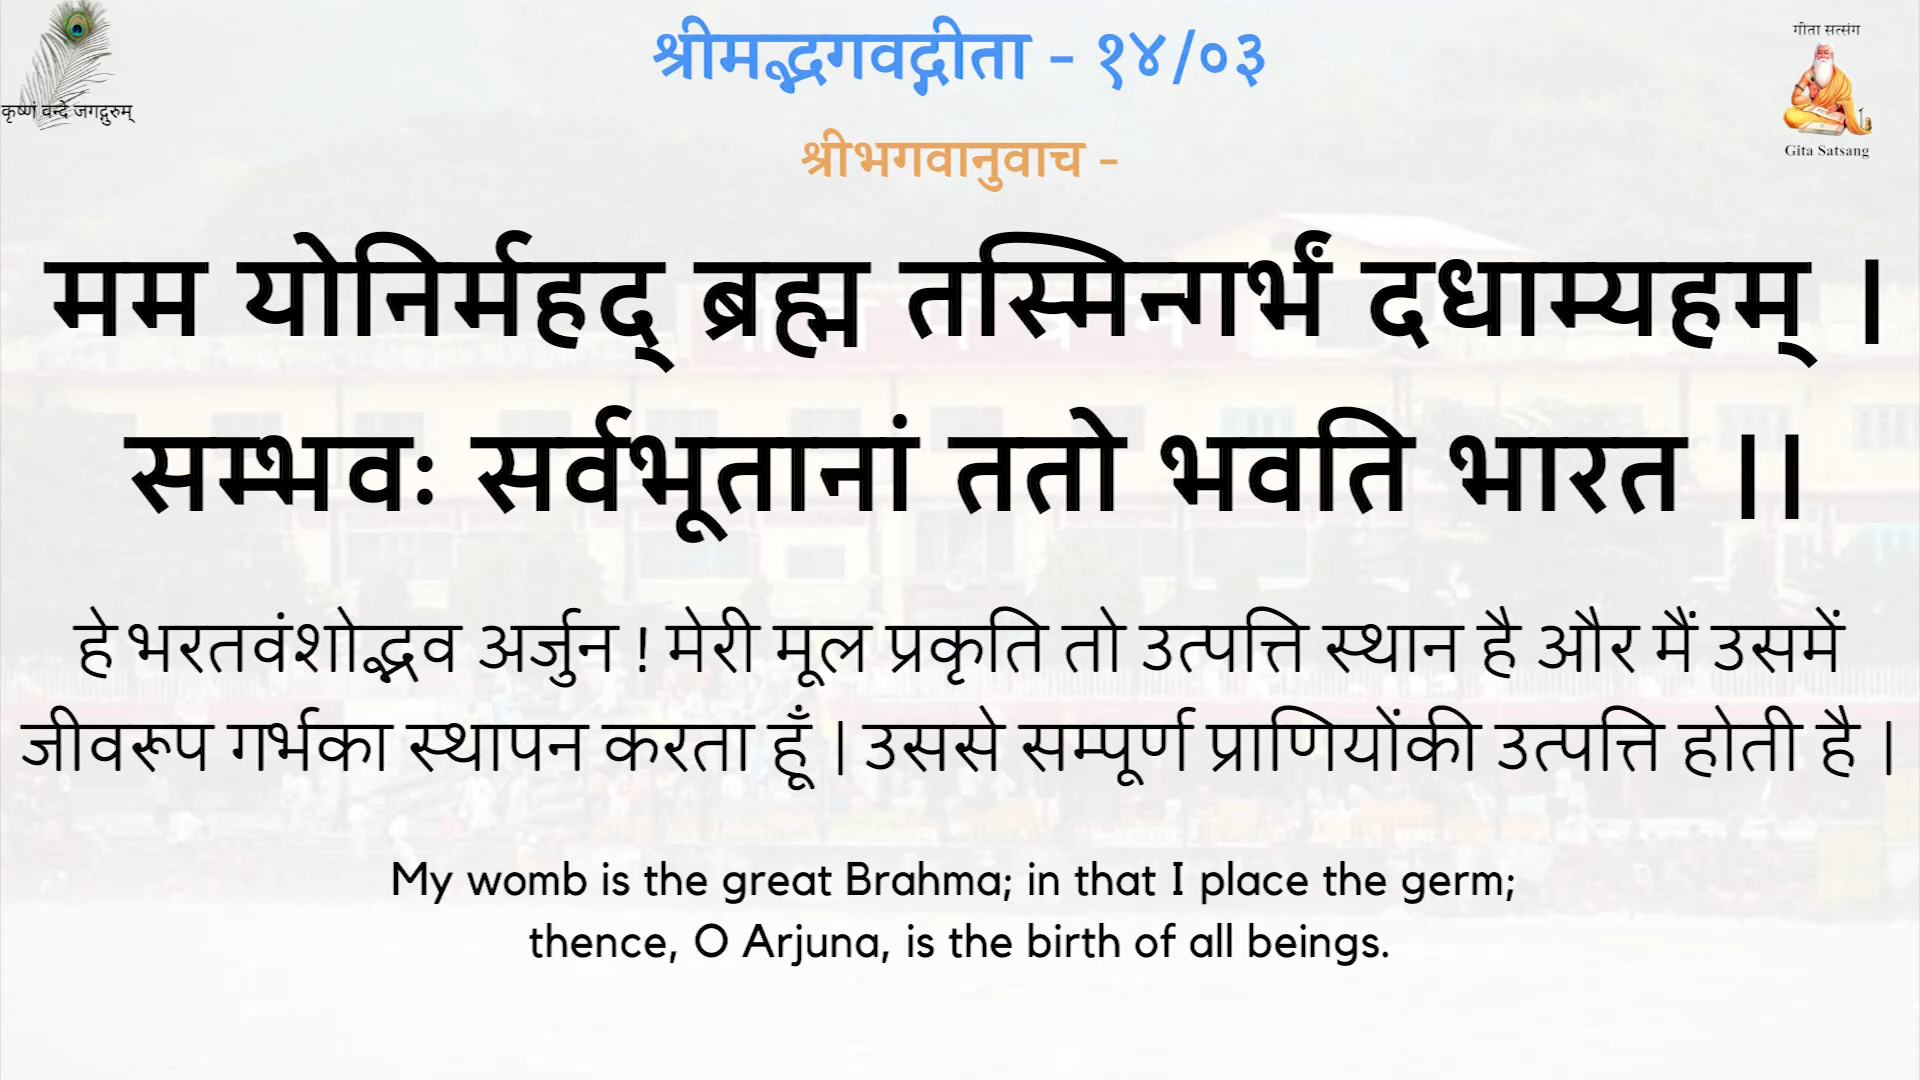 श्रीमद्भगवद्गीता - १४/०३
गीता सत्संग
कृष्णं वन्दे जगद्गुरुम्
Gita Satsang
श्रीभगवानुवाच -
मम योनिर्महद् ब्रह्म तस्मिन्गर्भं दधाम्यहम् ।
सम्भवः सर्वभूतानां ततो भवति भारत ।।
हे भरतवंशोद्भव अर्जुन ! मेरी मूल प्रकृति तो उत्पत्ति स्थान है और मैं उसमें
जीवरूप गर्भका स्थापन करता हूँ | उससे सम्पूर्ण प्राणियोंकी उत्पत्ति होती है |
My womb is the great Brahma; in that I place the germ;
thence, O Arjuna, is the birth of all beings.